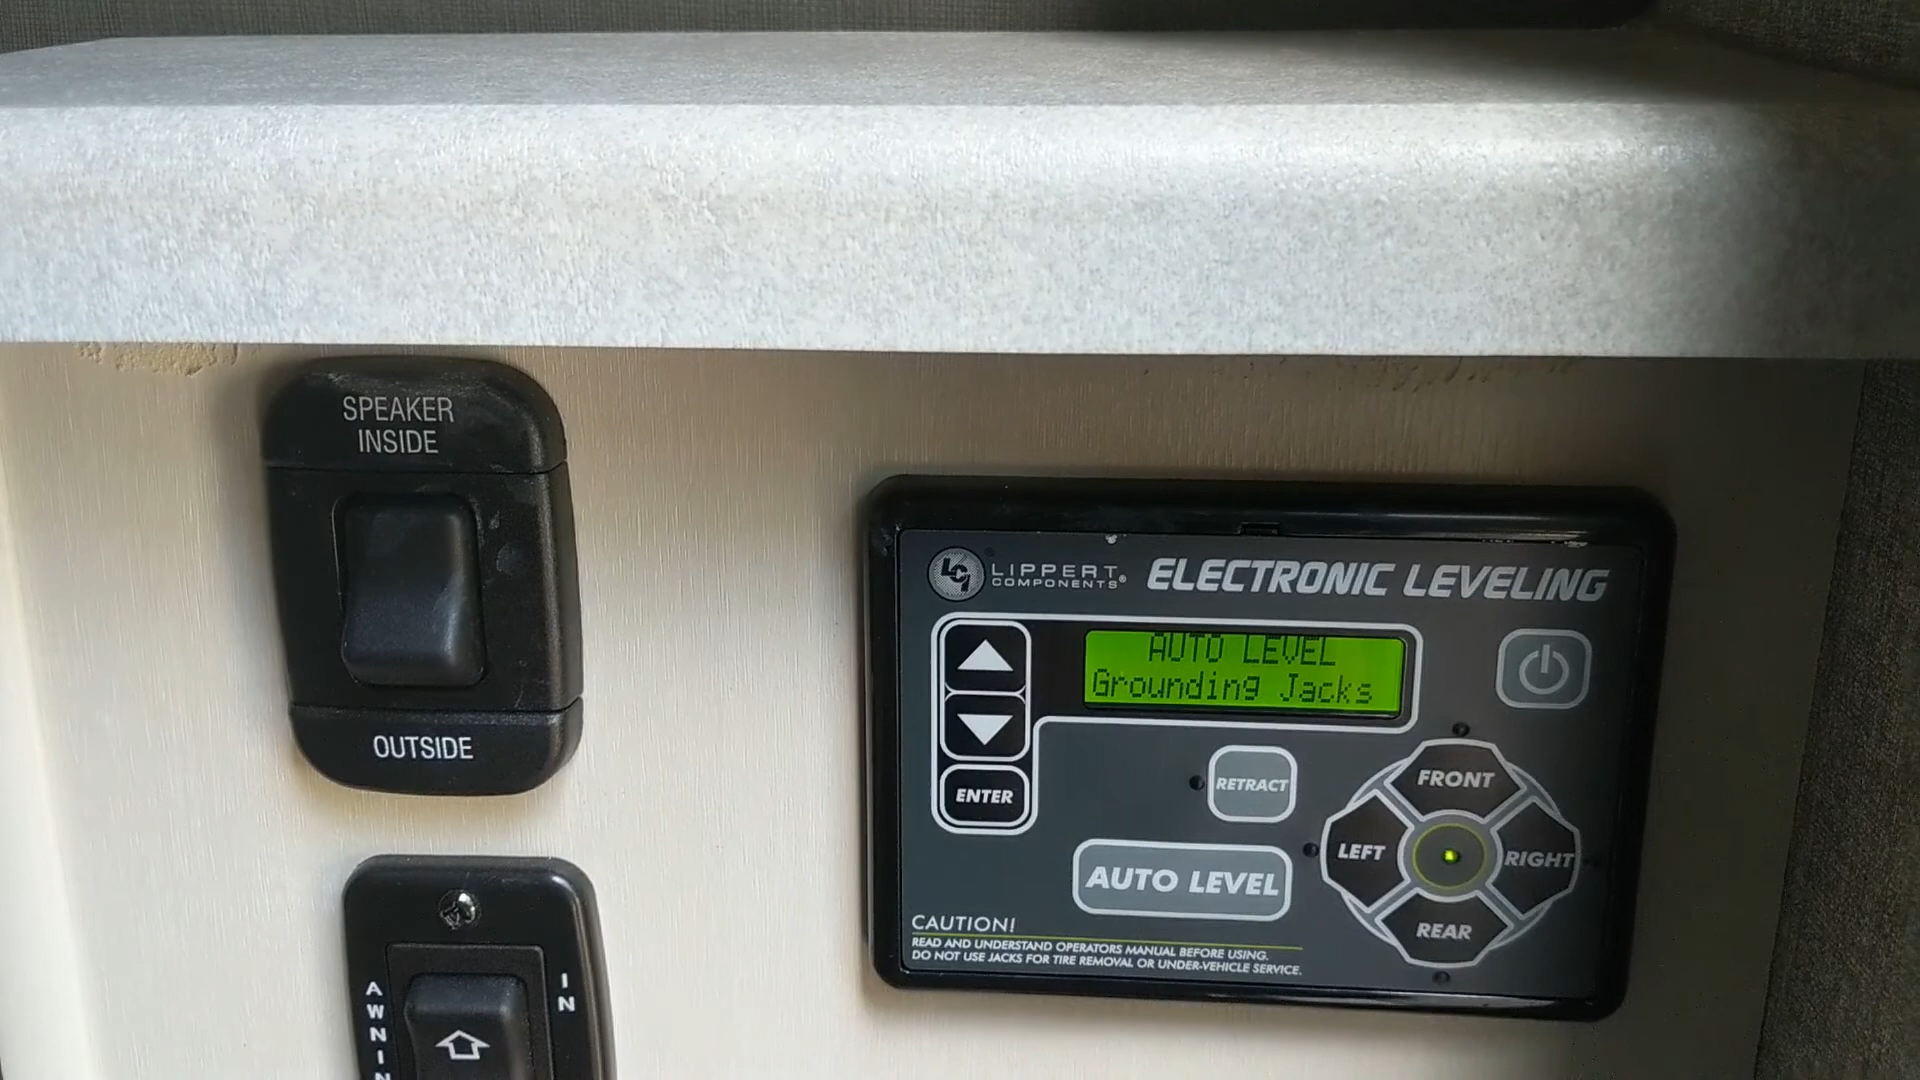 SPEAKER
INSIDE
OUTSIDE
LCI LIPPERT
COMPONENTS®
ELECTRONIC LEVELING
AUTO LEVEL
Grounding Jacks
ENTER
RETRACT
AUTO LEVEL
FRONT
LEFT
RIGHT
REAR
CAUTION!
READ AND UNDERSTAND OPERATORS MANUAL BEFORE USING.
DO NOT USE JACKS FOR TIRE REMOVAL OR UNDER-VEHICLE SERVICE.
IN